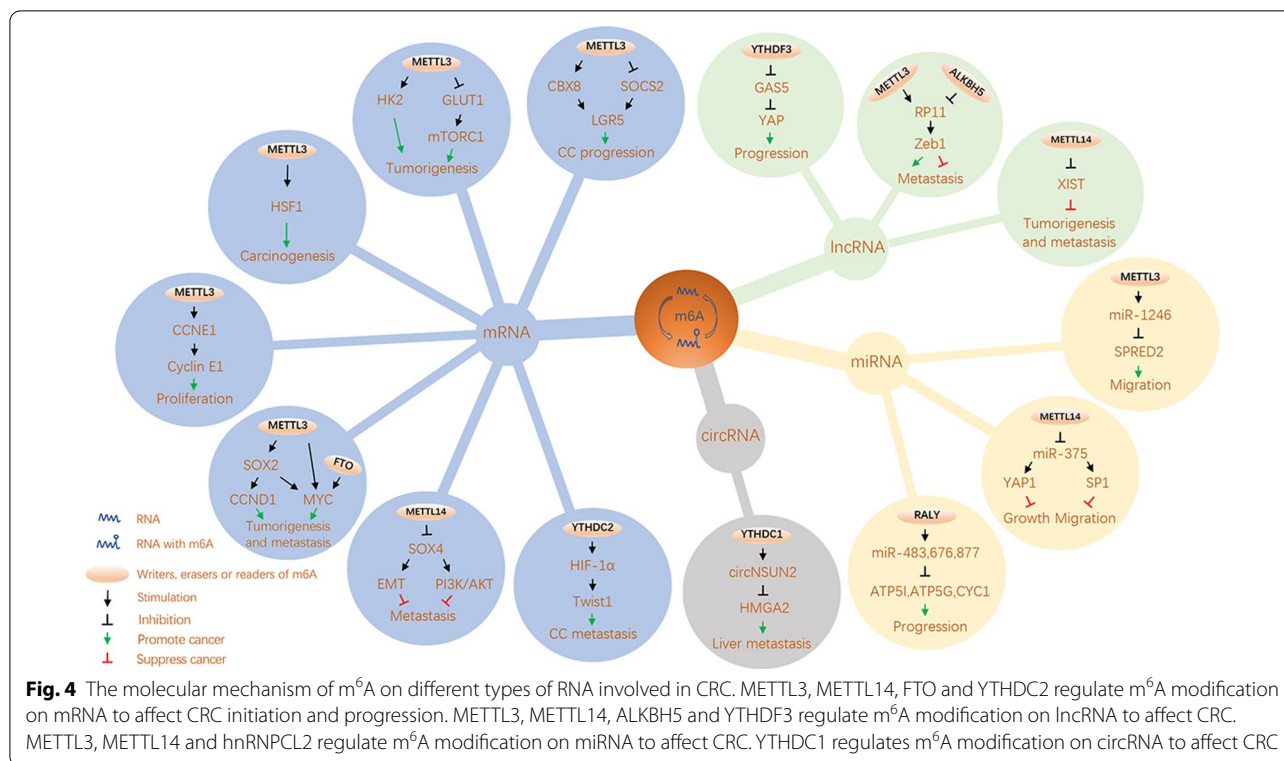 METTL3
HK2
GLUT1
mTORC1
Tumorigenesis
METTL3
CBX8
SOCS2
LGR5
CC progression
YTHDF3
GAS5
YAP
Progression
METTL3
ALKBH5
RP11
Zeb1
Metastasis
METTL14
XIST
Tumorigenesis
and metastasis
METTL3
HSF1
Carcinogenesis
lncRNA
METTL3
CCNE1
Cyclin E1
Proliferation
mRNA
m6A
miRNA
METTL3
miR-1246
SPRED2
Migration
circRNA
METTL3
FTO
SOX2
CCND1
MYC
Tumorigenesis
and metastasis
METTL14
SOX4
EMT
PI3K/AKT
Metastasis
YTHDC2
HIF-1α
Twist1
CC metastasis
YTHDC1
circNSUN2
HMGA2
Liver metastasis
RALY
miR-483,676,877
ATP5I,ATP5G,CYC1
Progression
METTL14
miR-375
YAP1
SP1
Growth Migration
RNA
RNA with m6A
Writers, erasers or readers of m6A
Stimulation
Inhibition
Promote cancer
Suppress cancer
Fig. 4 The molecular mechanism of m⁶A on different types of RNA involved in CRC. METTL3, METTL14, FTO and YTHDC2 regulate m⁶A modification
on mRNA to affect CRC initiation and progression. METTL3, METTL14, ALKBH5 and YTHDF3 regulate m⁶A modification on lncRNA to affect CRC.
METTL3, METTL14 and hnRNPCL2 regulate m⁶A modification on miRNA to affect CRC. YTHDC1 regulates m⁶A modification on circRNA to affect CRC